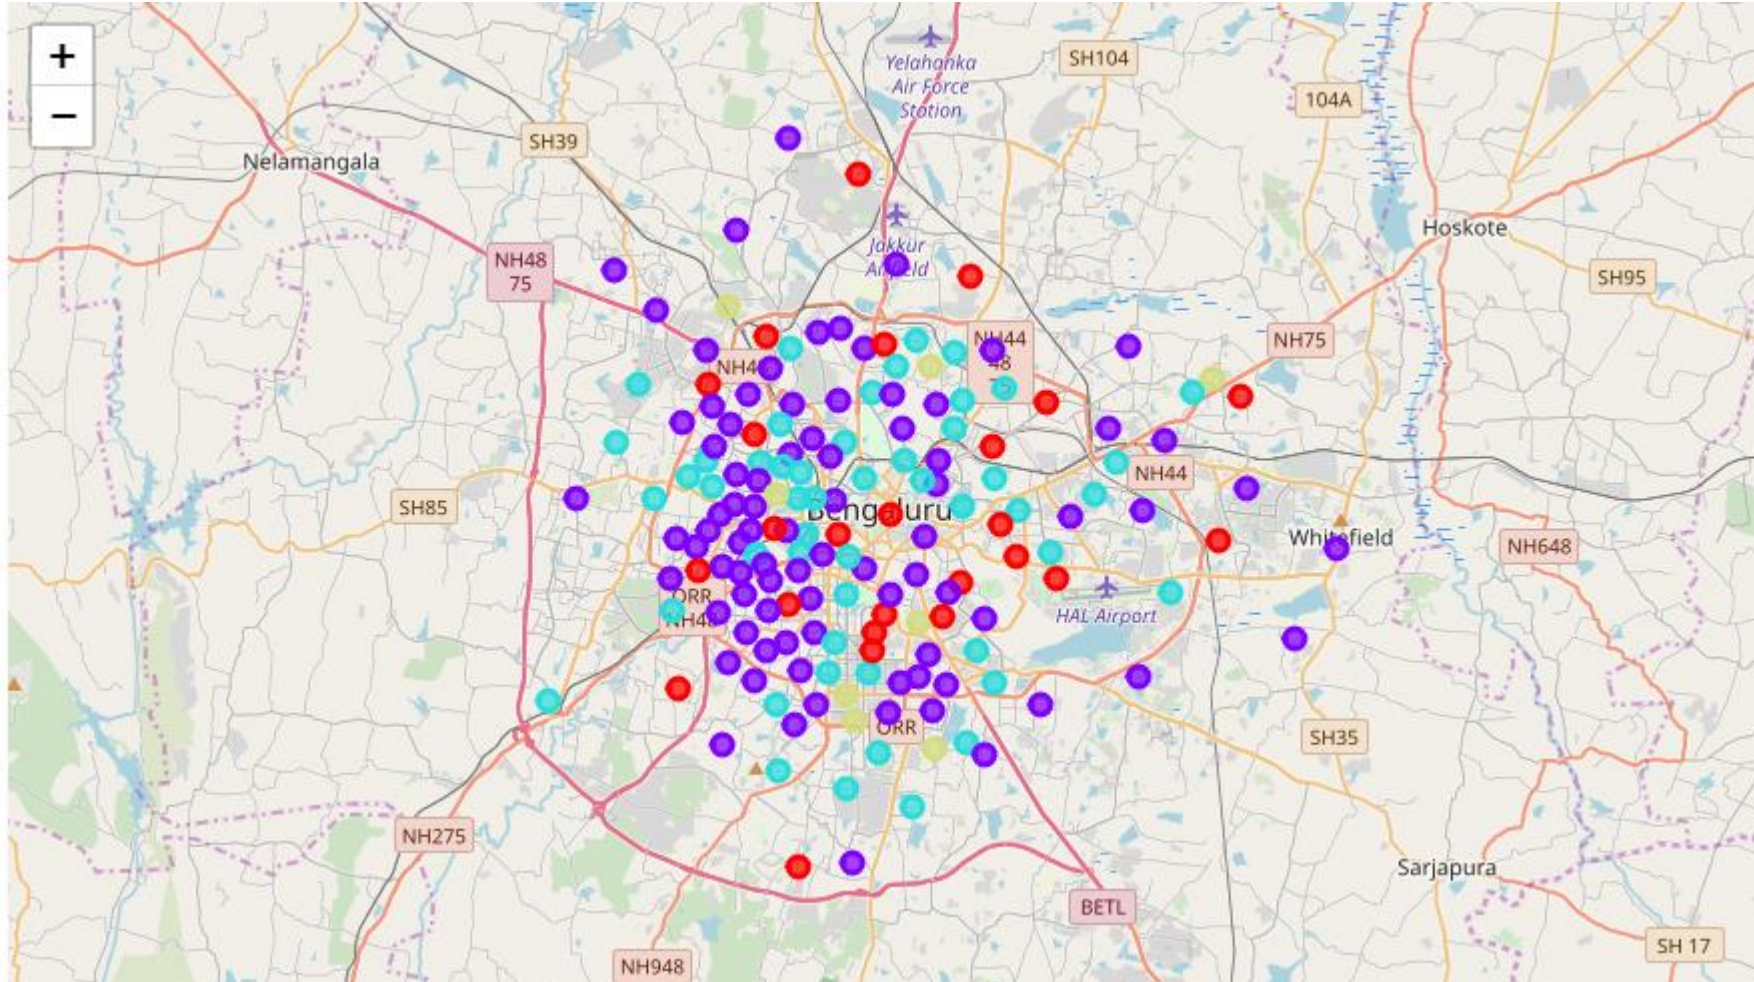 +
−
Yelahanka
Air Force
Station
SH104
104A
SH39
Nelamangala
Jakkur
Airfield
Hoskote
NH48
75
SH95
NH44
48
NH75
NH4
NH44
SH85
Bengaluru
Whitefield
NH648
ORR
NH4
HAL Airport
ORR
SH35
NH275
Sarjapura
BETL
SH 17
NH948